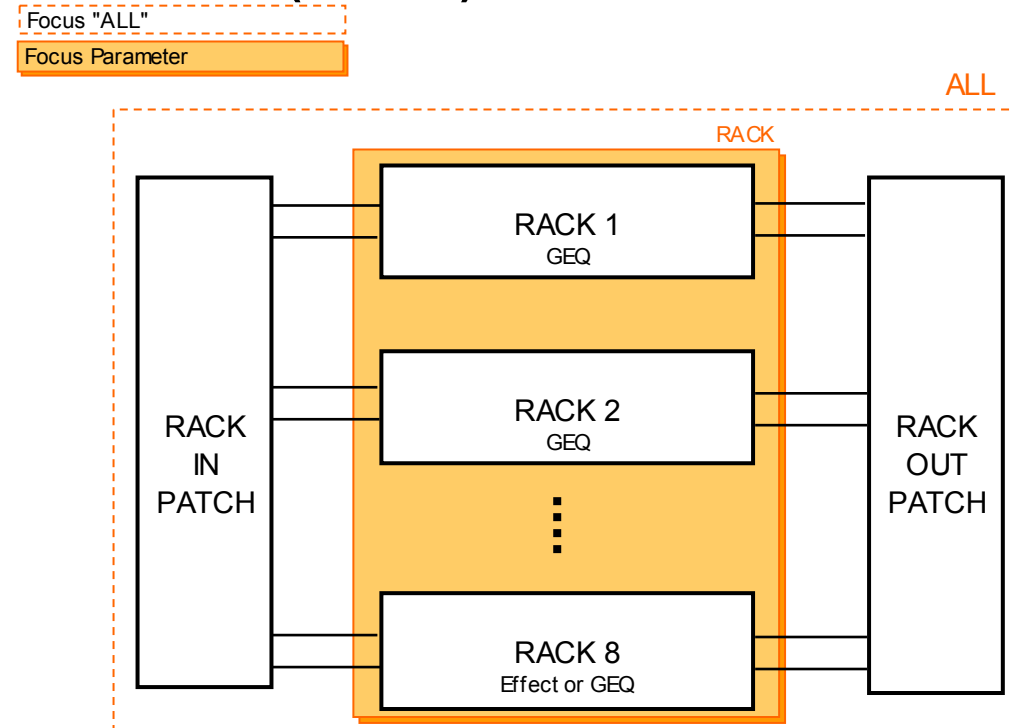 Focus "ALL"
Focus Parameter
ALL
RACK
RACK 1
GEQ
RACK 2
GEQ
RACK
IN
PATCH
RACK
OUT
PATCH
RACK 8
Effect or GEQ